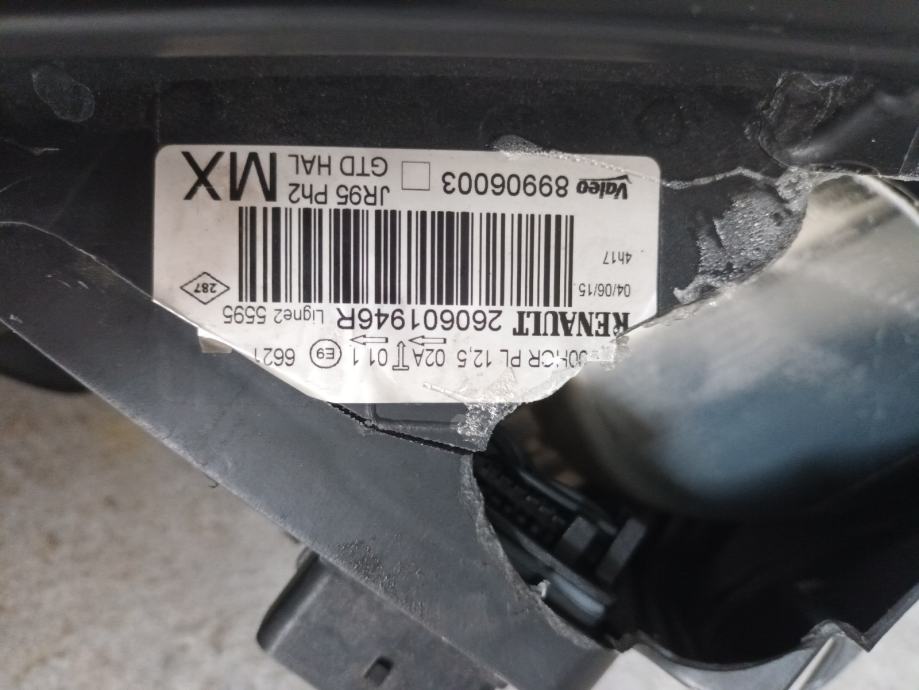 PL 12,5 02A 01.1 E9 6621
RENAULT 260601946R Ligne2 5595
04/06/15 287
4h17
JR95 Ph2
Valeo 89906003 GTD HAL MX